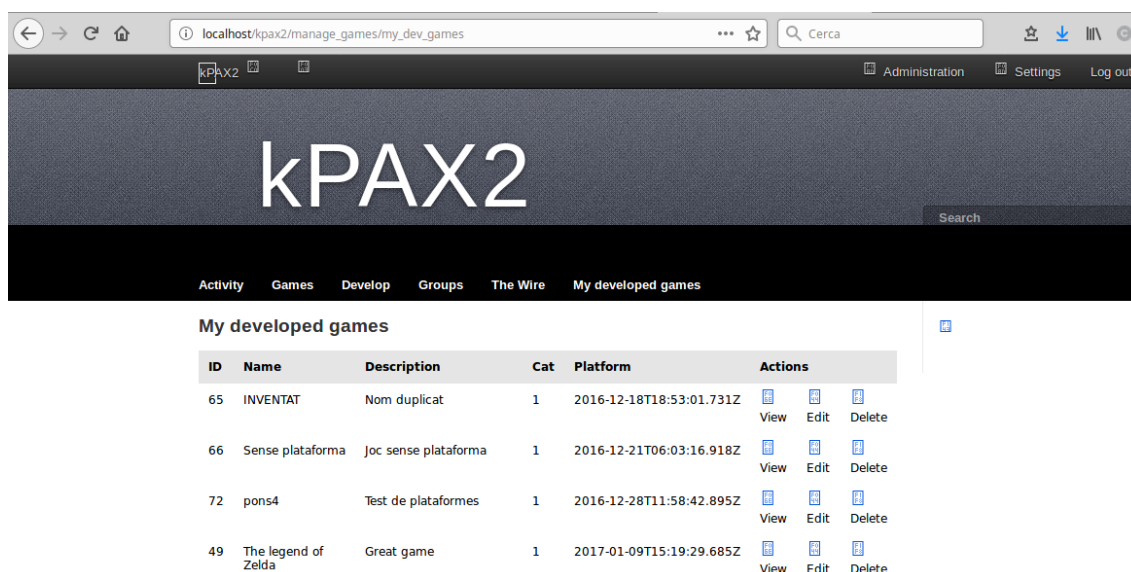 localhost/kpax2/manage_games/my_dev_games ••• Cerca
kPAX2 Administration Settings Log out
kPAX2
Search
Activity Games Develop Groups The Wire My developed games
My developed games
ID Name Description Cat Platform Actions
65 INVENTAT Nom duplicat 1 2016-12-18T18:53:01.731Z
View Edit Delete
66 Sense plataforma Joc sense plataforma 1 2016-12-21T06:03:16.918Z
View Edit Delete
72 pons4 Test de plataformes 1 2016-12-28T11:58:42.895Z
View Edit Delete
49 The legend of Great game 1 2017-01-09T15:19:29.685Z
Zelda View Edit Delete